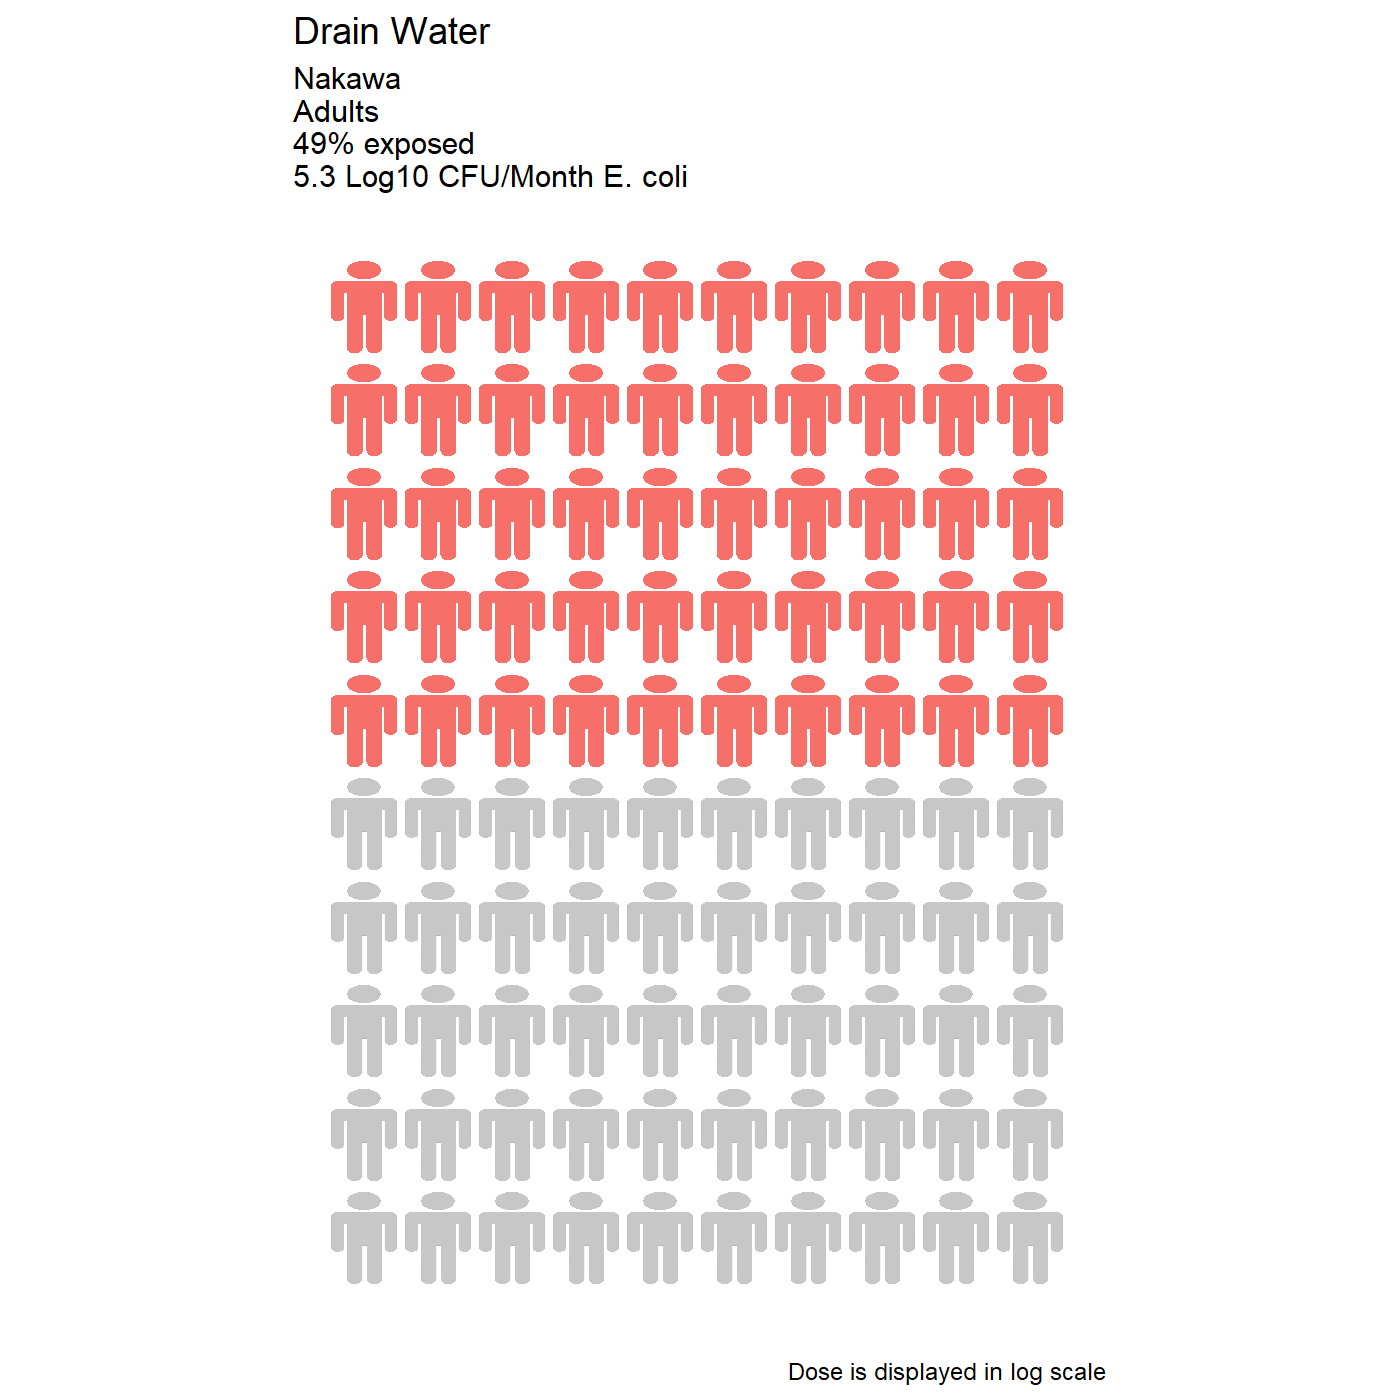 Drain Water
Nakawa
Adults
49% exposed
5.3 Log10 CFU/Month E. coli
Dose is displayed in log scale